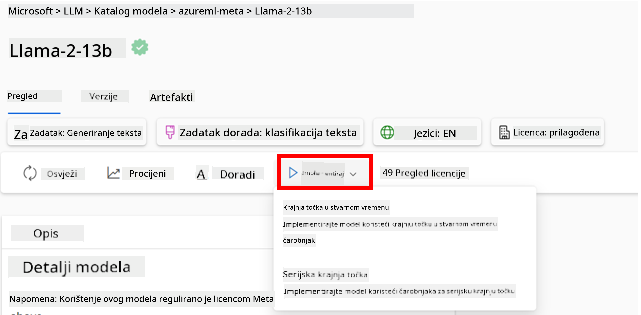 Microsoft > LLM > Katalog modela > azureml-meta > Llama-2-13b
Llama-2-13b
Pregled
Verzije
Artefakti
Za Zadatak: Generiranje teksta
Zadatak dorada: klasifikacija teksta
Jezici: EN
Licenca: prilagođena
Osvježi
Procijeni
A Doradi
Implementiraj
49 Pregled licencije
Krajnja točka u stvarnom vremenu
Implementirajte model koristeći krajnju točku u stvarnom vremenu
čarobnjak
Serijska krajnja točka
Implementirajte model koristeći čarobnjaka za serijsku krajnju točku
Opis
Detalji modela
Napomena: Korištenje ovog modela regulirano je licencom Meta